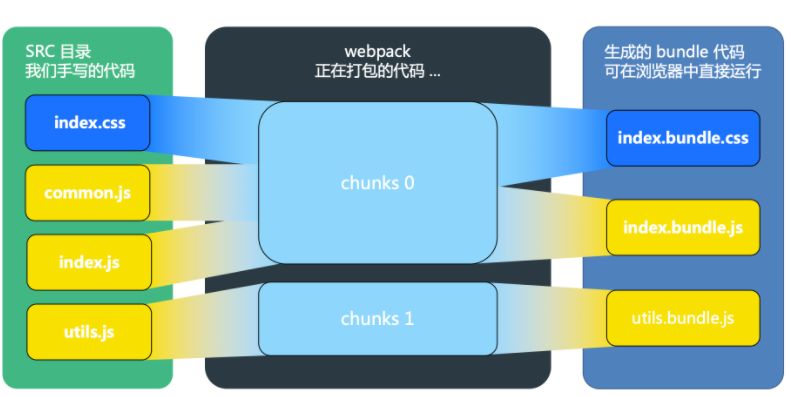 SRC 目录
我们手写的代码
index.css
common.js
index.js
utils.js
webpack
正在打包的代码 ...
chunks 0
chunks 1
生成的 bundle 代码
可在浏览器中直接运行
index.bundle.css
index.bundle.js
utils.bundle.js